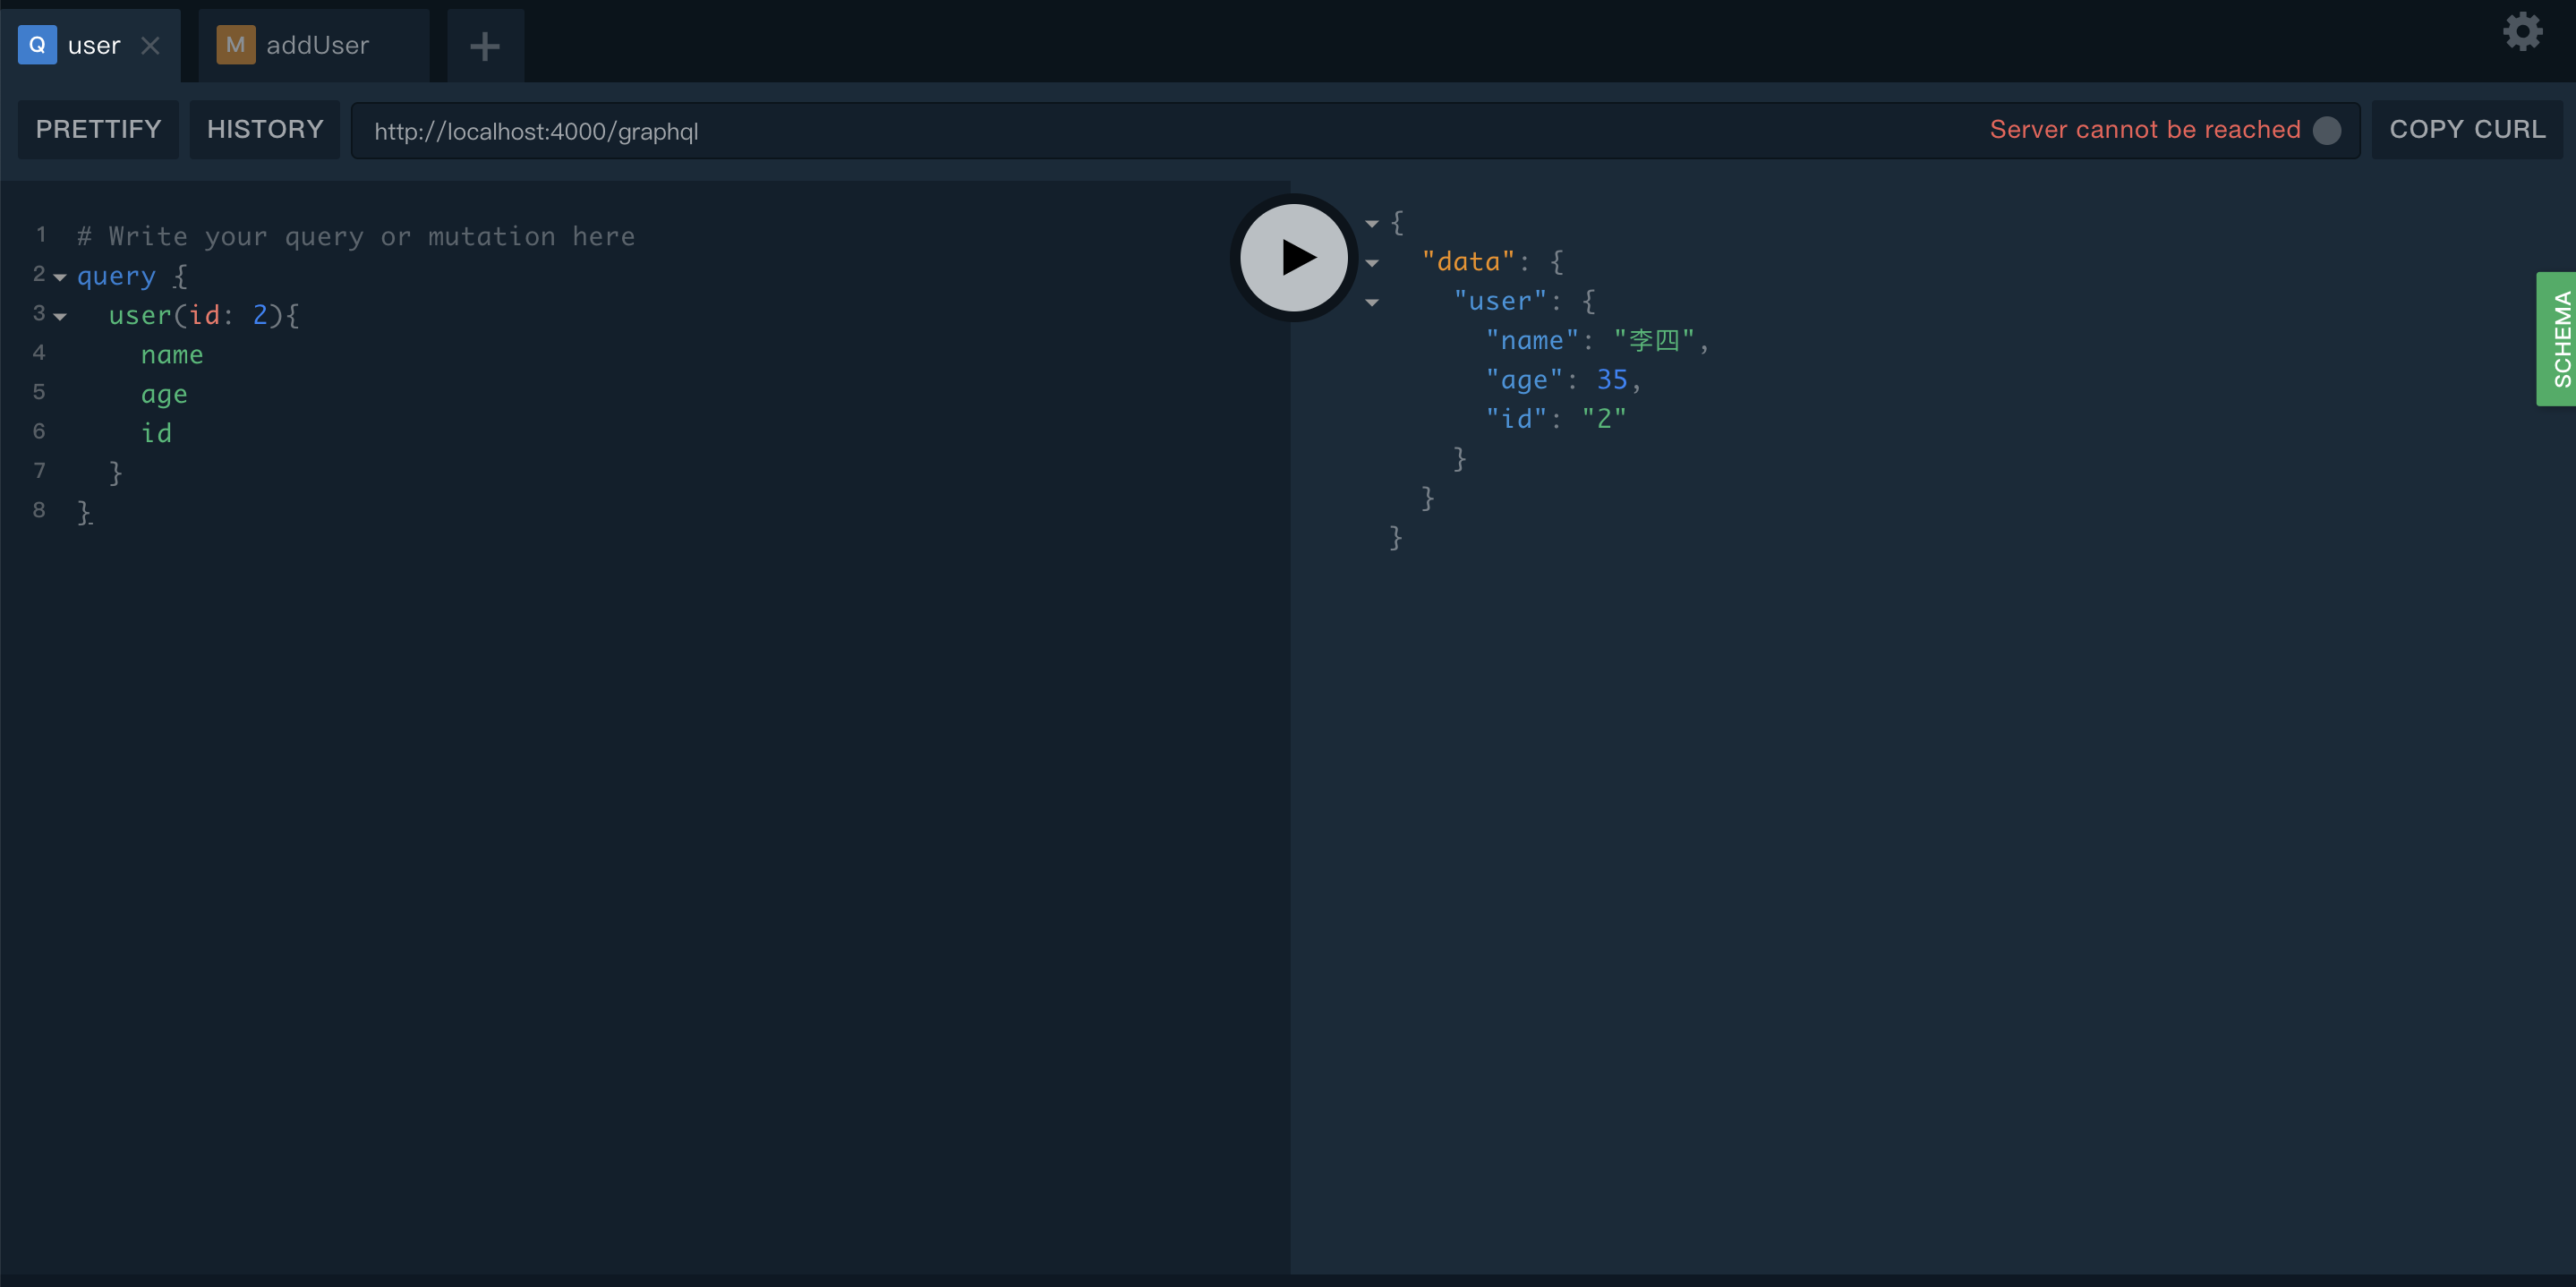 Q user
M addUser
PRETTIFY
HISTORY
http://localhost:4000/graphql
Server cannot be reached
COPY CURL
1 # Write your query or mutation here
2 query {
3 user(id: 2){
4 name
5 age
6 id
7 }
8 }
{
"data": {
"user": {
"name": "李四",
"age": 35,
"id": "2"
}
}
}
SCHEMA